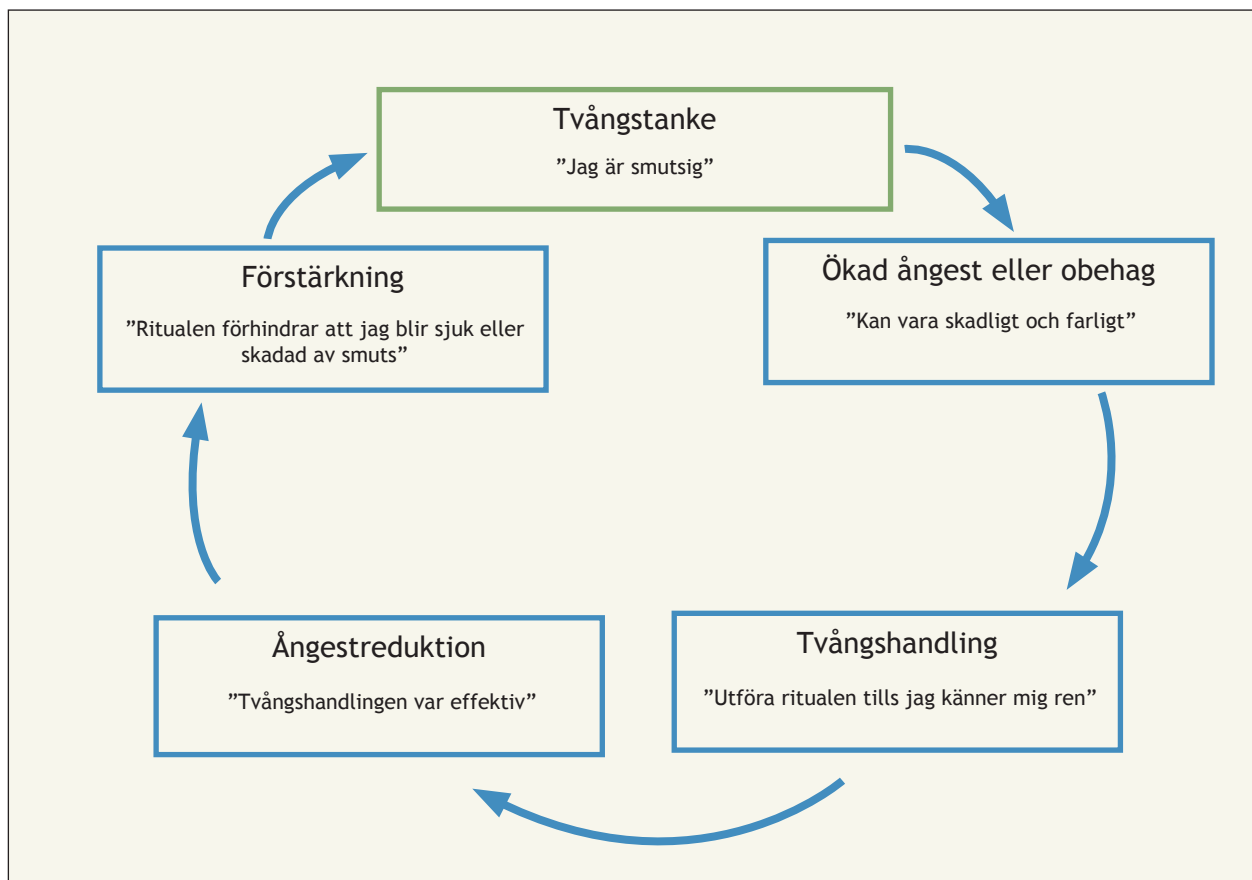 Tvångstanke
”Jag är smutsig”
Ökad ångest eller obehag
”Kan vara skadligt och farligt”
Tvångshandling
”Utföra ritualen tills jag känner mig ren”
Ångestreduktion
”Tvångshandlingen var effektiv”
Förstärkning
”Ritualen förhindrar att jag blir sjuk eller
skadad av smuts”